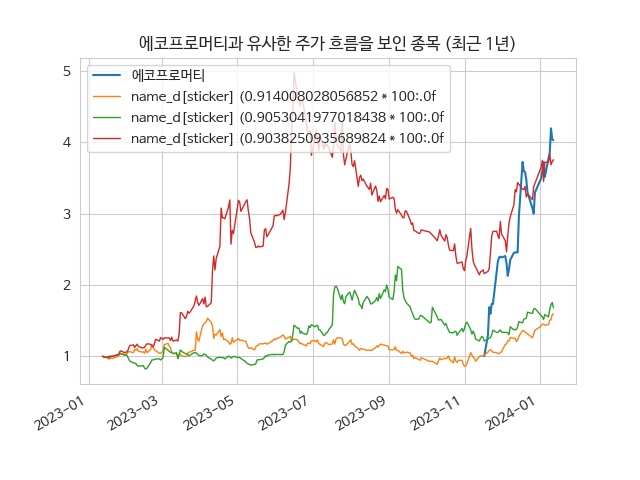 에코프로머티과 유사한 주가 흐름을 보인 종목 (최근 1년)
에코프로머티
name_d[sticker] (0.914008028056852 * 100:.0f
name_d[sticker] (0.9053041977018438 * 100:.0f
name_d[sticker] (0.9038250935689824 * 100:.0f
5
4
3
2
1
2023-01
2023-03
2023-05
2023-07
2023-09
2023-11
2024-01